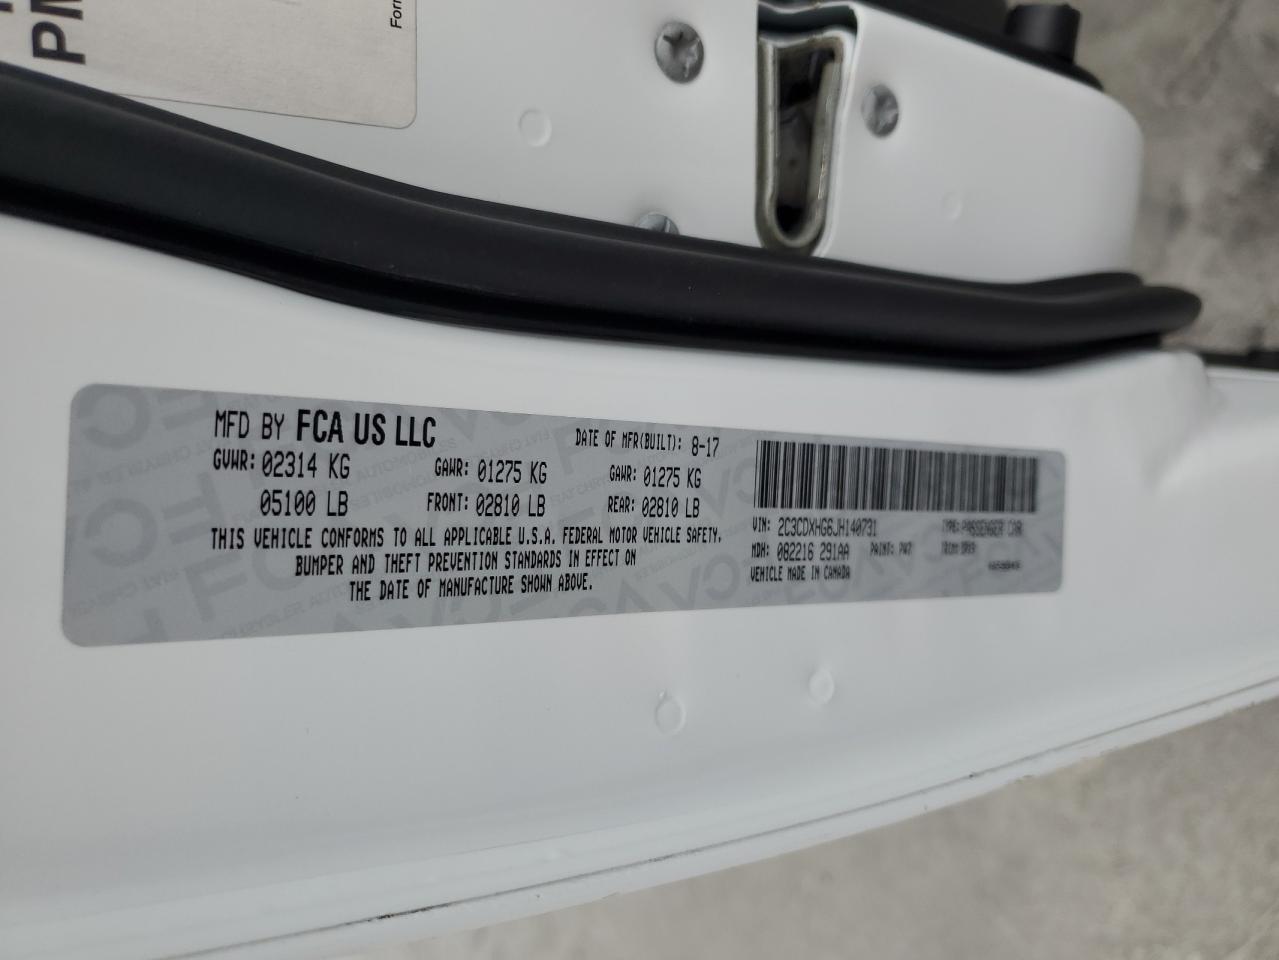 PM
Forn
MFD BY FCA US LLC
DATE OF MFR(BUILT): 8-17
GVWR: 02314 KG GAWR: 01275 KG GAWR: 01275 KG
05100 LB FRONT: 02810 LB REAR: 02810 LB
THIS VEHICLE CONFORMS TO ALL APPLICABLE U.S.A. FEDERAL MOTOR VEHICLE SAFETY,
BUMPER AND THEFT PREVENTION STANDARDS IN EFFECT ON
THE DATE OF MANUFACTURE SHOWN ABOVE.
VIN: 2C3CDXHG6JH140731 TYPE: PASSENGER CAR
MDH: 082216 291AA PAINT: PW7 TRIM:
VEHICLE MADE IN CANADA